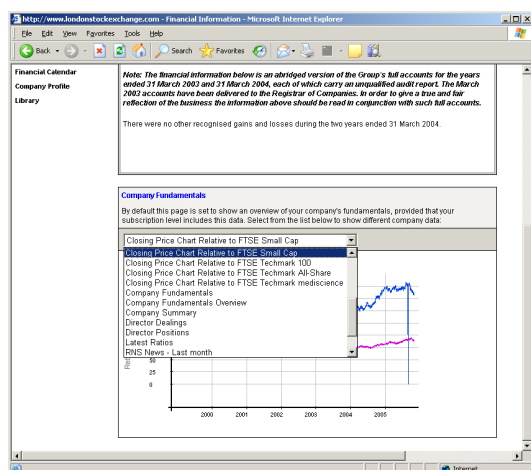 http://www.londonstockexchange.com - Financial Information - Microsoft Internet Explorer
File Edit View Favorites Tools Help
Back Search Favorites
Financial Calendar
Company Profile
Library
Note: The financial information below is an abridged version of the Group's full accounts for the years
ended 31 March 2003 and 31 March 2004, each of which carry an unqualified audit report. The March
2003 accounts have been delivered to the Registrar of Companies. In order to give a true and fair
reflection of the business the information above should be read in conjunction with such full accounts.
There were no other recognised gains and losses during the two years ended 31 March 2004.
Company Fundamentals
By default this page is set to show an overview of your company's fundamentals, provided that your
subscription level includes this data. Select from the list below to show different company data:
Closing Price Chart Relative to FTSE Small Cap
Closing Price Chart Relative to FTSE Small Cap
Closing Price Chart Relative to FTSE Techmark 100
Closing Price Chart Relative to FTSE Techmark All-Share
Closing Price Chart Relative to FTSE Techmark mediscience
Company Fundamentals
Company Fundamentals Overview
Company Summary
Director Dealings
Director Positions
Latest Ratios
RNS News - Last month
50
25
0
2000 2001 2002 2003 2004 2005
Internet